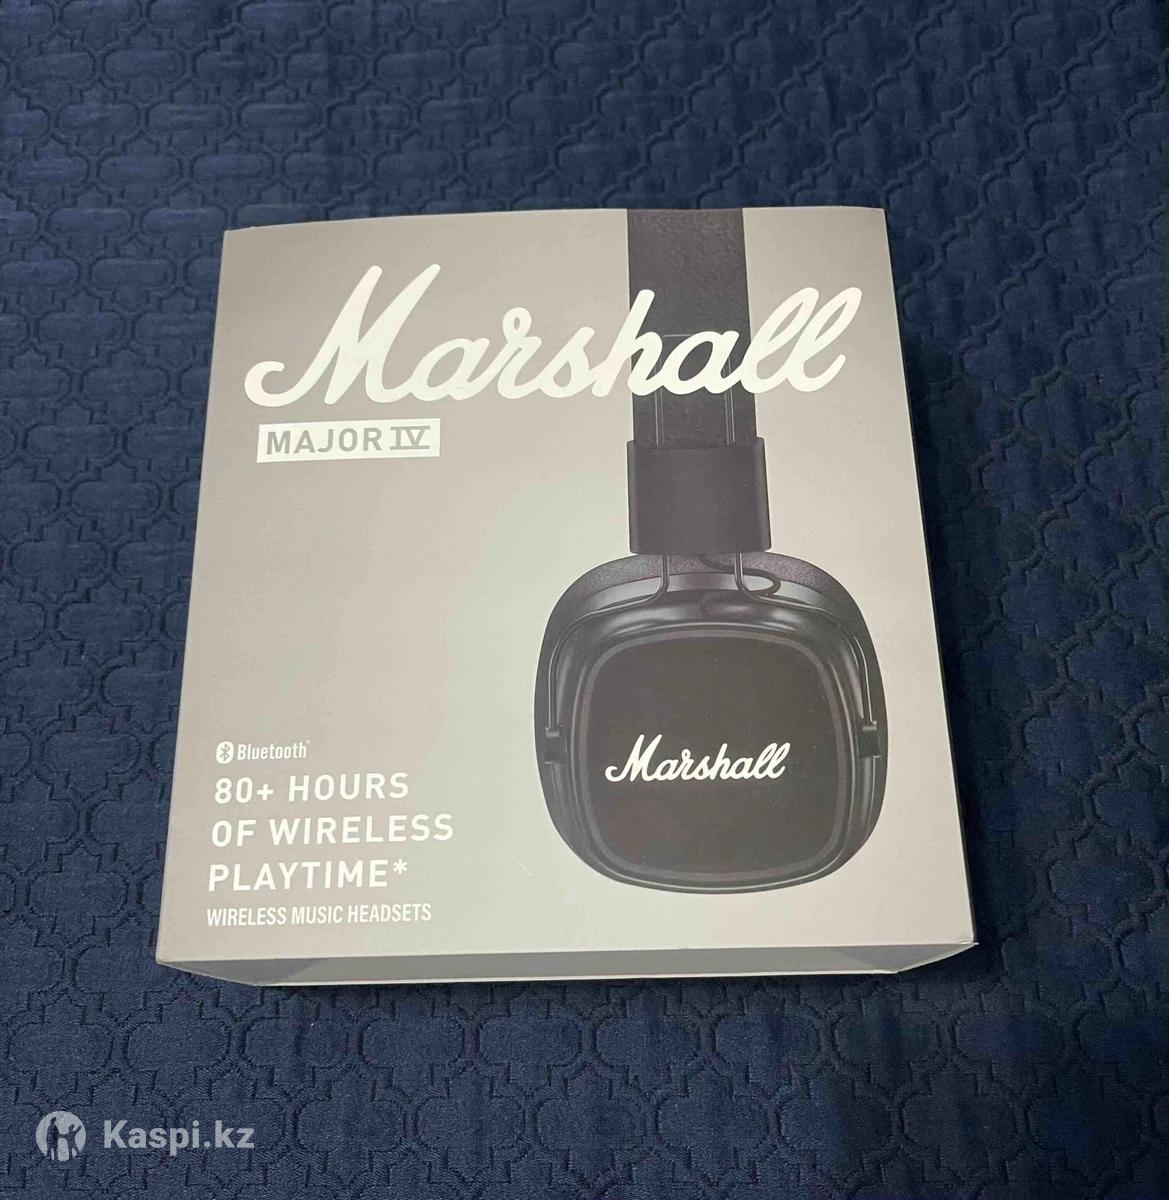 Marshall
MAJOR IV
Bluetooth®
80+ HOURS
OF WIRELESS
PLAYTIME*
WIRELESS MUSIC HEADSETS
Marshall
Kaspi.kz